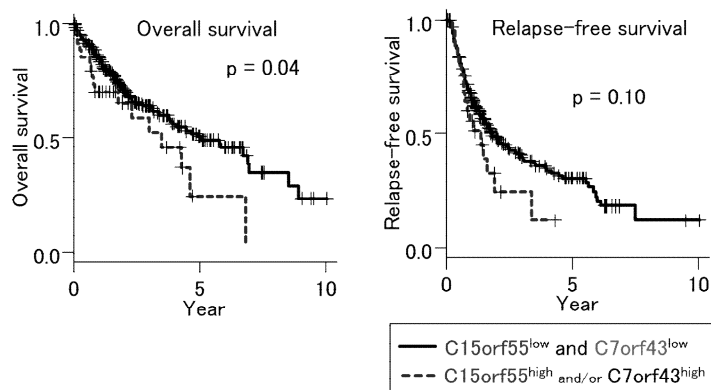 Overall survival
p = 0.04
Overall survival
1.0
0.5
0.0
0
5
10
Year
Relapse-free survival
p = 0.10
Relapse-free survival
1.0
0.5
0.0
0
5
10
Year
C15orf55low and C7orf43low
C15orf55high and/or C7orf43high